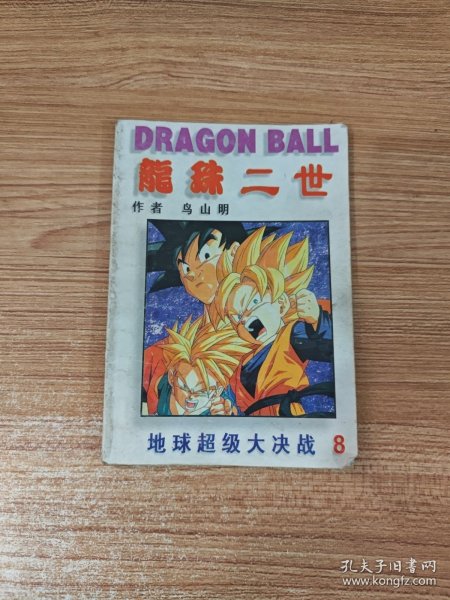 DRAGON BALL
龍珠二世
作者 鸟山明
地球超级大决战 8
孔夫子旧书网
www.kongfz.com